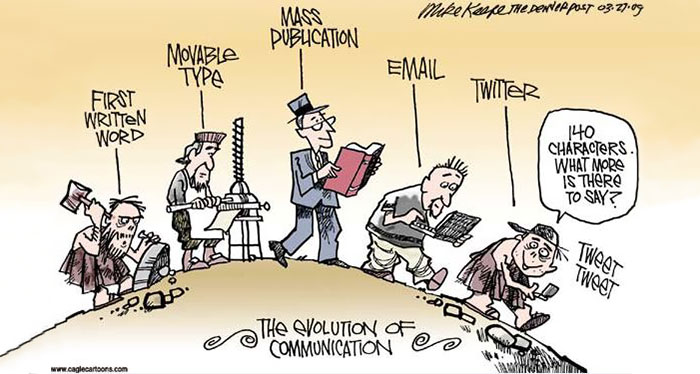 Mike Keefe THE DENVER POST 03.27.09
MASS
PUBLICATION
MOVABLE
TYPE
EMAIL
TWITTER
FIRST
WRITTEN
WORD
140
CHARACTERS.
WHAT MORE
IS THERE
TO SAY?
TWEET
TWEET
THE EVOLUTION OF
COMMUNICATION
www.caglecartoons.com